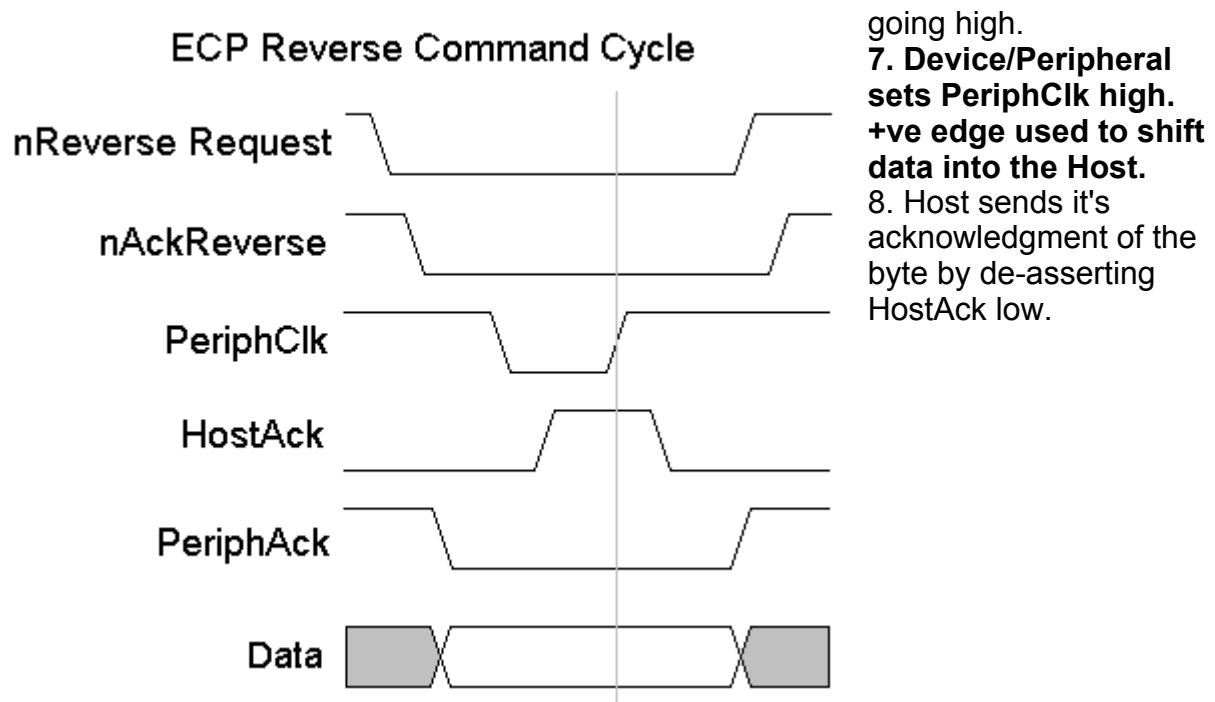 ECP Reverse Command Cycle
nReverse Request
nAckReverse
PeriphClk
HostAck
PeriphAck
Data
going high.
7. Device/Peripheral
sets PeriphClk high.
+ve edge used to shift
data into the Host.
8. Host sends it's
acknowledgment of the
byte by de-asserting
HostAck low.